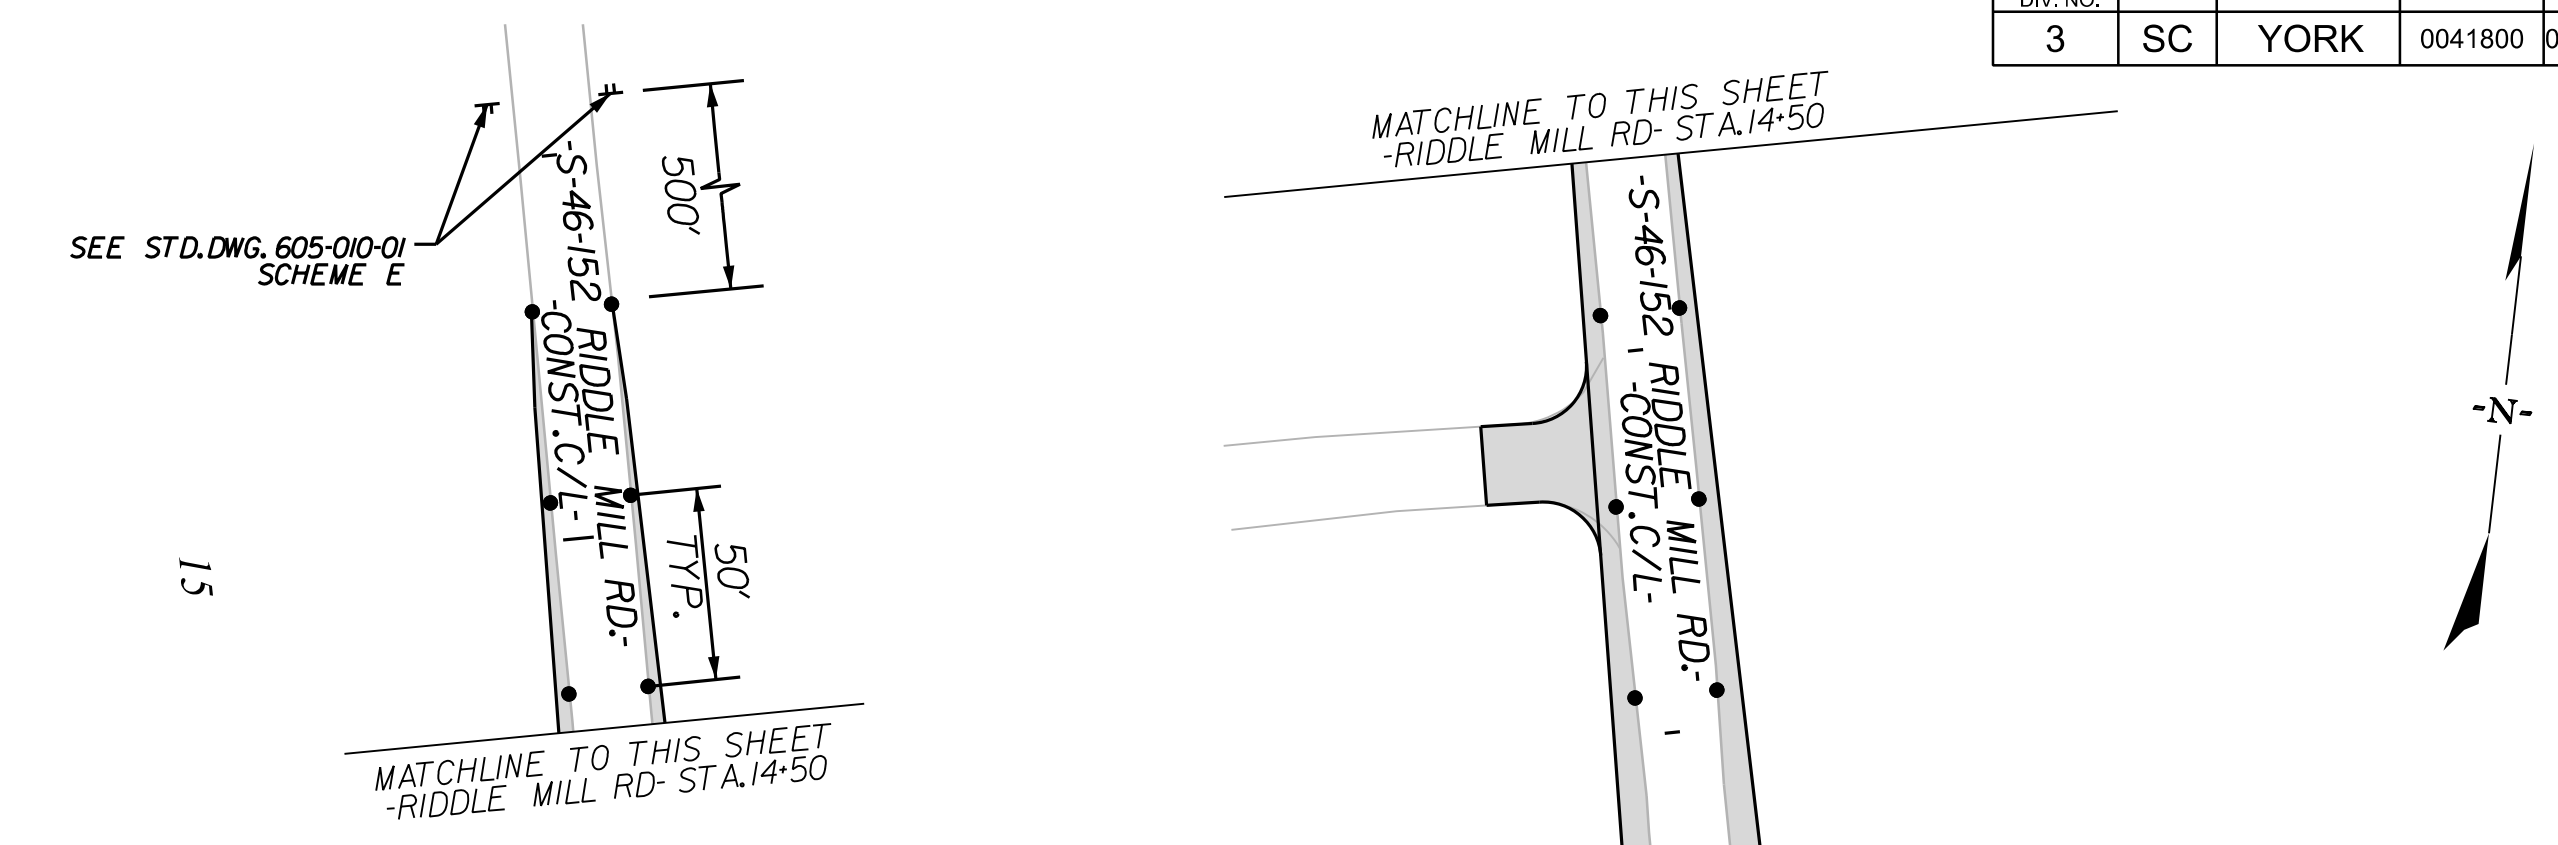 DIV. NO.
3 SC YORK 0041800
MATCHLINE TO THIS SHEET
-RIDDLE MILL RD- STA.14+50
500'
-S-46-152 RIDDLE MILL RD.-
-CONST.C/L-
SEE STD.DWG. 605-010-01
SCHEME E
50'
TYP.
15
MATCHLINE TO THIS SHEET
-RIDDLE MILL RD- STA.14+50
-S-46-152 RIDDLE MILL RD.-
-CONST.C/L-
-N-